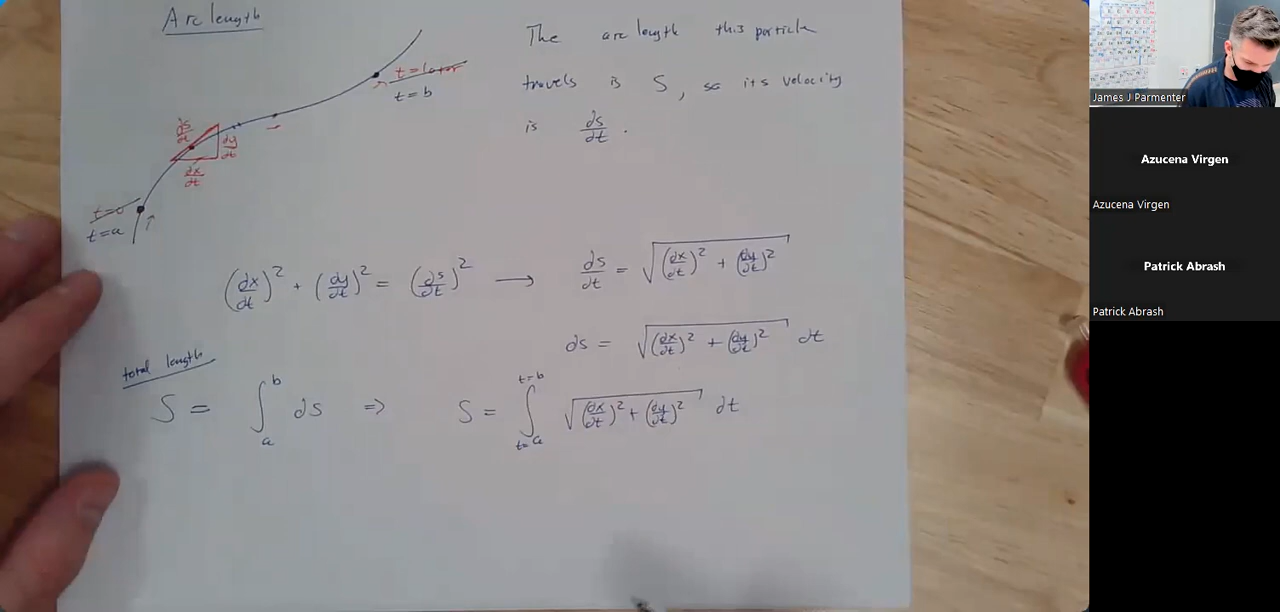 Arc length
t=later
t=b
ds/dt
dy/dt
dx/dt
t=0
t=a
The arc length this particle
travels is S, so its velocity
is ds/dt.
(dx/dt)² + (dy/dt)² = (ds/dt)² → ds/dt = √((dx/dt)² + (dy/dt)²)
ds = √((dx/dt)² + (dy/dt)²) dt
total length
S = ∫ₐᵇ ds ⇒ S = ∫ₜ₌ₐᵗ⁼ᵇ √((dx/dt)² + (dy/dt)²) dt
James J Parmenter
Azucena Virgen
Azucena Virgen
Patrick Abrash
Patrick Abrash